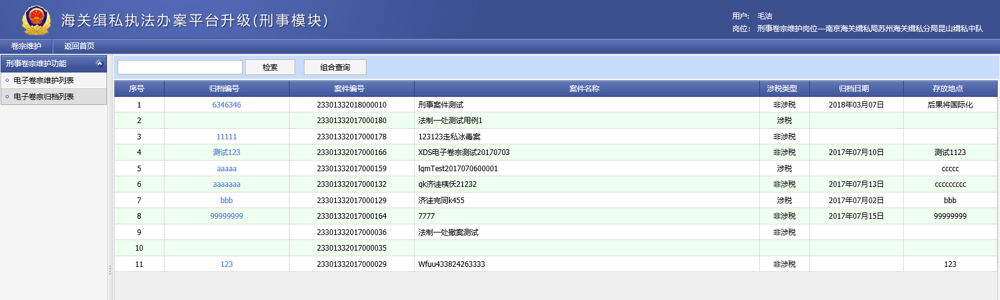 海关缉私执法办案平台升级(刑事模块)
用户: 毛洁
岗位: 刑事卷宗维护岗位—南京海关缉私局苏州海关缉私分局昆山缉私中队
卷宗维护 返回首页
刑事卷宗维护功能
电子卷宗维护列表
电子卷宗归档列表
检索 组合查询
序号 归档编号 案件编号 案件名称 涉税类型 归档日期 存放地点
1 6346346 23301332018000010 刑事案件测试 非涉税 2018年03月07日 后果将国际化
2 23301332017000180 法制一处测试用例1 涉税
3 11111 23301332017000178 123123走私冰毒案 非涉税
4 测试123 23301332017000166 XDS电子卷宗测试20170703 非涉税 2017年07月10日 测试1123
5 aaaaa 23301332017000159 lqmTest2017070600001 涉税 ccccc
6 aaaaaaa 23301332017000132 qk济诖桋仸21232 非涉税 2017年07月13日 ccccccccc
7 bbb 23301332017000129 济诖完同k455 涉税 2017年07月02日 bbb
8 99999999 23301332017000164 7777 非涉税 2017年07月15日 99999999
9 23301332017000036 法制一处撤案测试 非涉税
10 23301332017000035
11 123 23301332017000029 Wfuu433824263333 非涉税 123